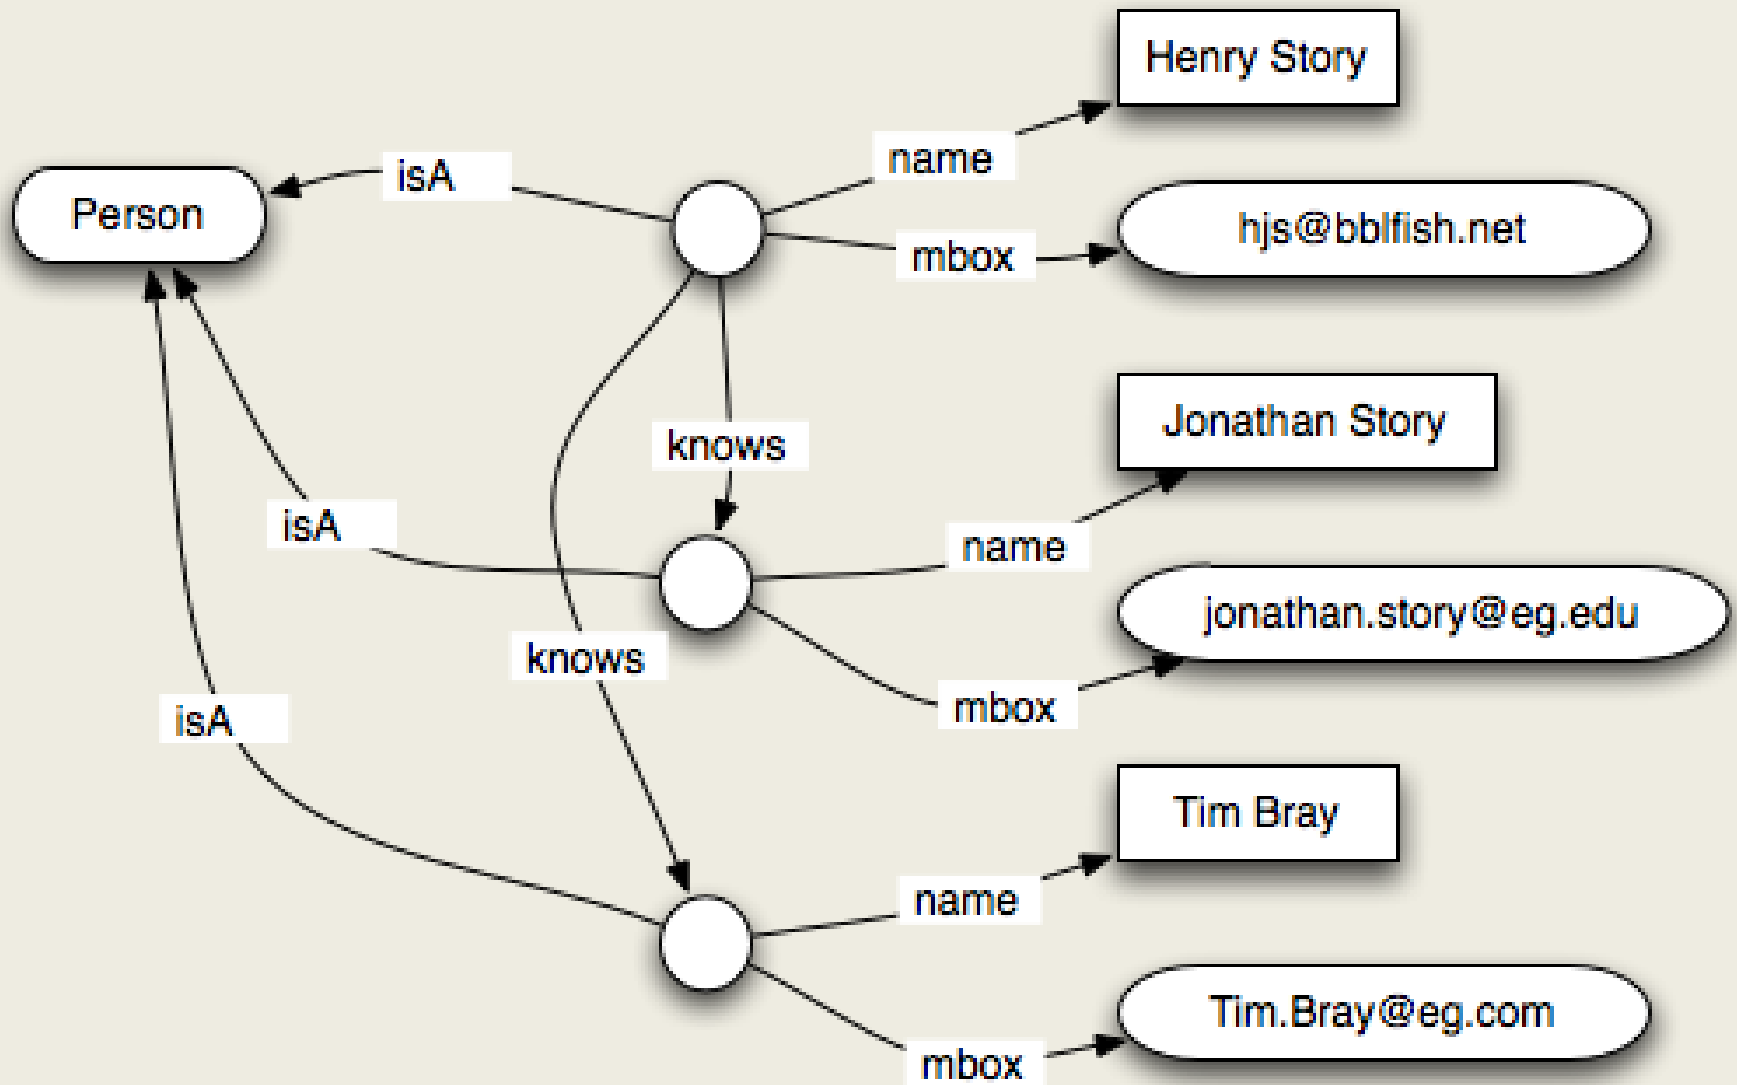 Henry Story
name
isA
Person
hjs@bblfish.net
mbox
Jonathan Story
knows
name
isA
jonathan.story@eg.edu
knows
mbox
isA
Tim Bray
name
Tim.Bray@eg.com
mbox